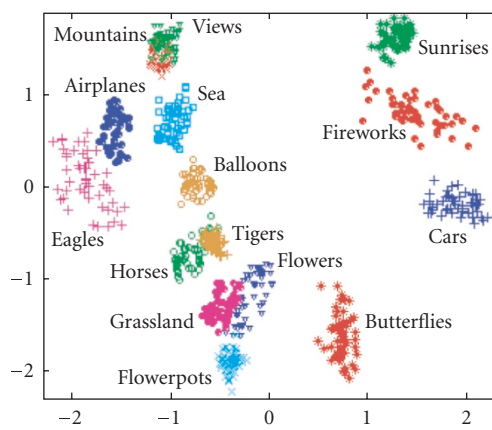 Mountains
Views
Sunrises
Airplanes
Sea
1
Fireworks
Balloons
0
Eagles
Tigers
Cars
Horses
Flowers
−1
Grassland
Butterflies
Flowerpots
−2
−2
−1
0
1
2